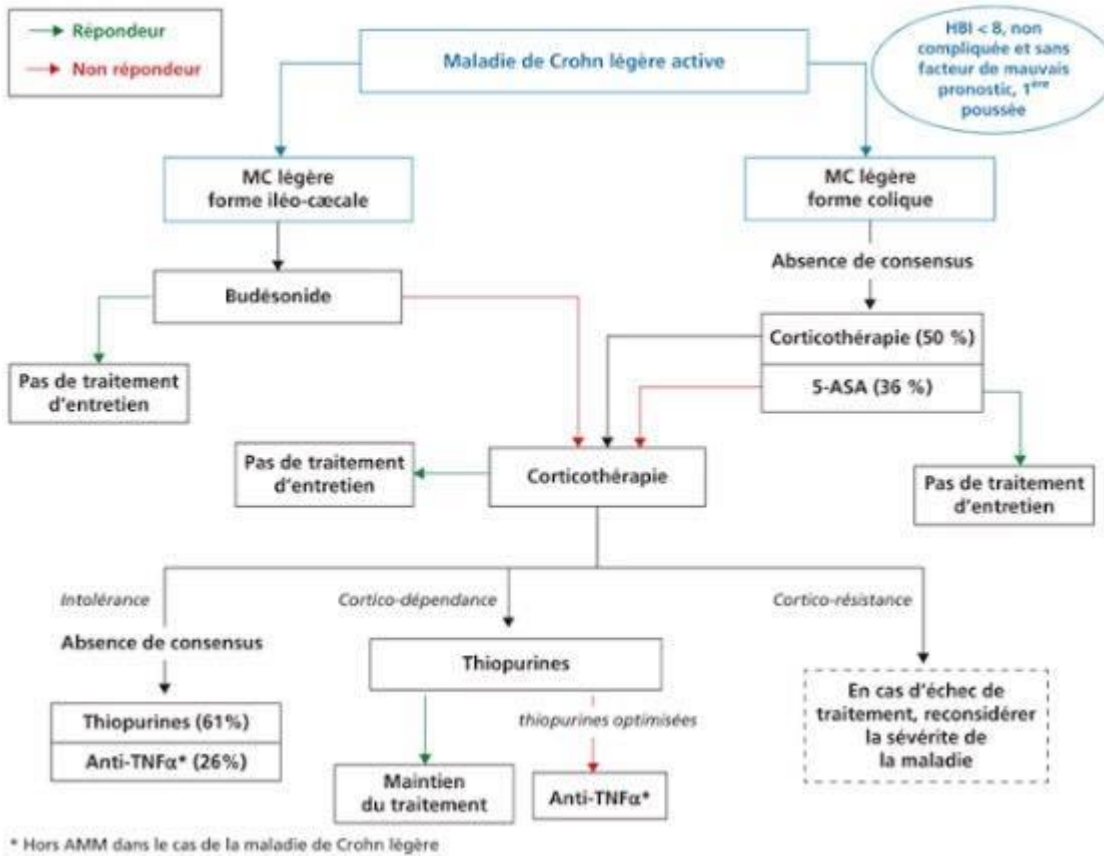 Répondeur
Non répondeur
Maladie de Crohn légère active
HBI < 8, non
compliquée et sans
facteur de mauvais
pronostic, 1ère
poussée
MC légère
forme iléo-cæcale
MC légère
forme colique
Absence de consensus
Budésonide
Corticothérapie (50 %)
5-ASA (36 %)
Pas de traitement
d'entretien
Pas de traitement
d'entretien
Corticothérapie
Pas de traitement
d'entretien
Intolérance
Cortico-dépendance
Cortico-résistance
Absence de consensus
Thiopurines
Thiopurines (61%)
Anti-TNFα* (26%)
thiopurines optimisées
En cas d'échec de
traitement, reconsidérer
la sévérite de
la maladie
Maintien
du traitement
Anti-TNFα*
* Hors AMM dans le cas de la maladie de Crohn légère